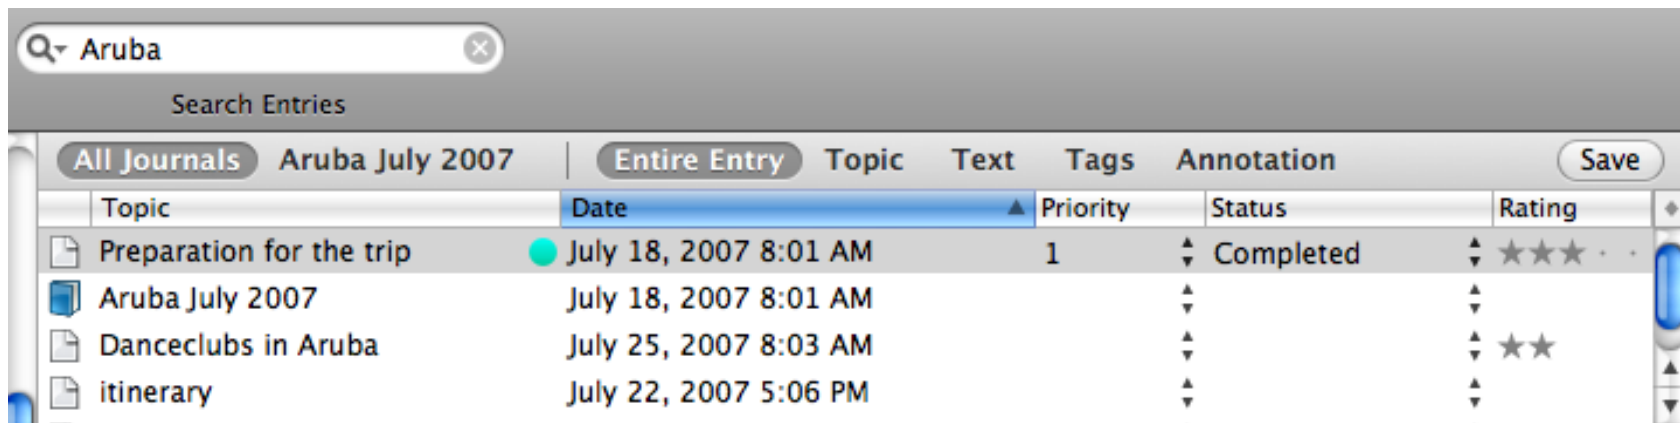 Aruba
Search Entries
All Journals Aruba July 2007 Entire Entry Topic Text Tags Annotation Save
Topic Date Priority Status Rating
Preparation for the trip July 18, 2007 8:01 AM 1 Completed
Aruba July 2007 July 18, 2007 8:01 AM
Danceclubs in Aruba July 25, 2007 8:03 AM
itinerary July 22, 2007 5:06 PM